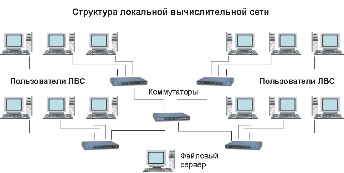 Структура локальной вычислительной сети
Пользователи ЛВС
Пользователи ЛВС
Коммутаторы
Файловый
сервер